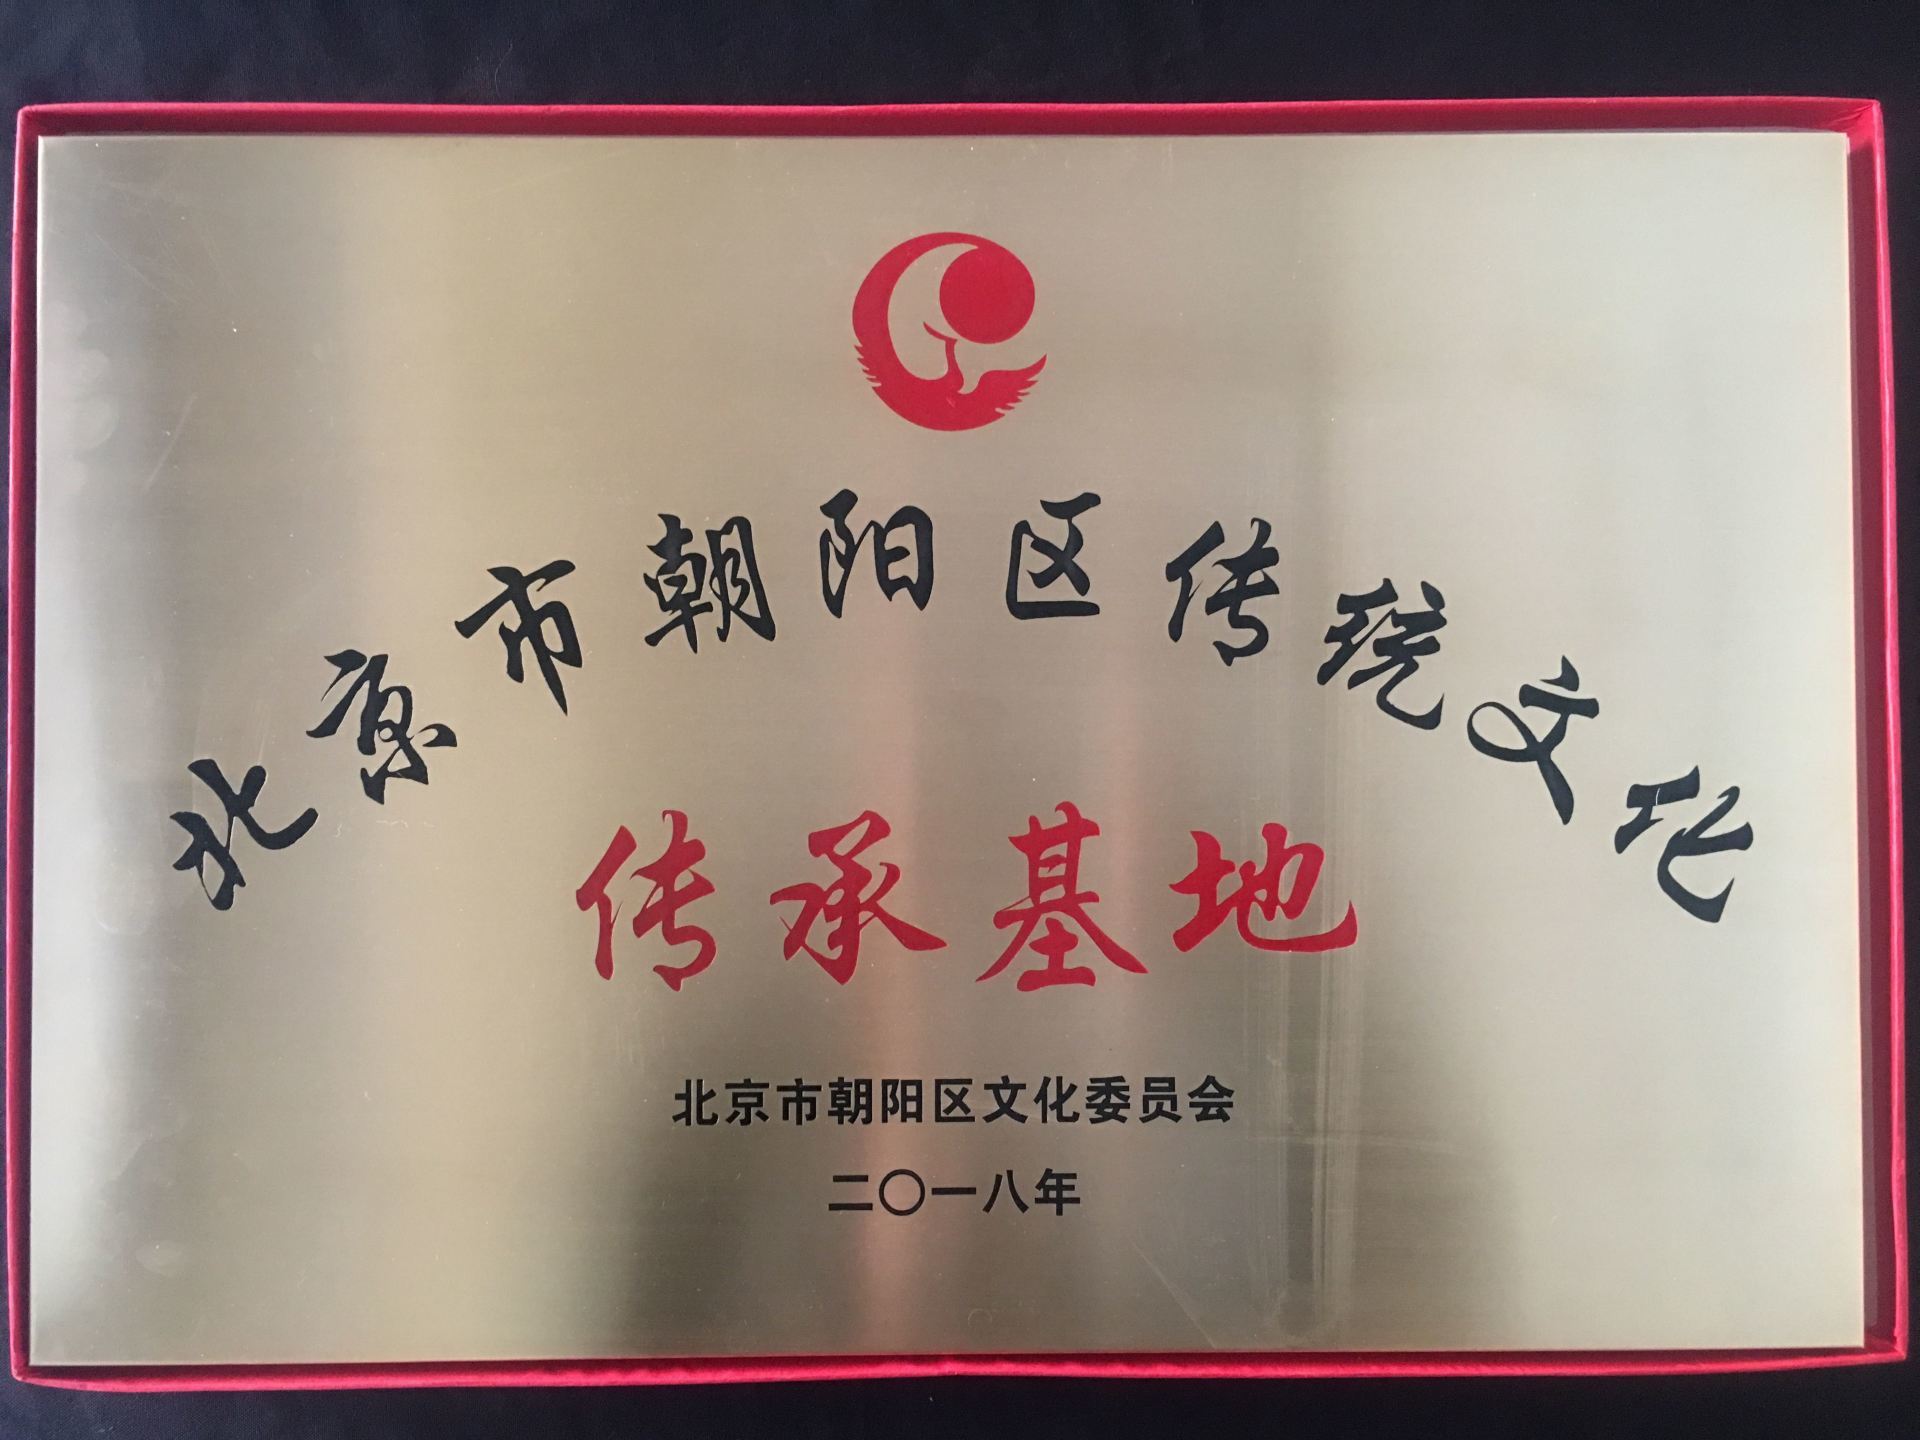 北京市朝阳区传统文化
传承基地
北京市朝阳区文化委员会
二〇一八年